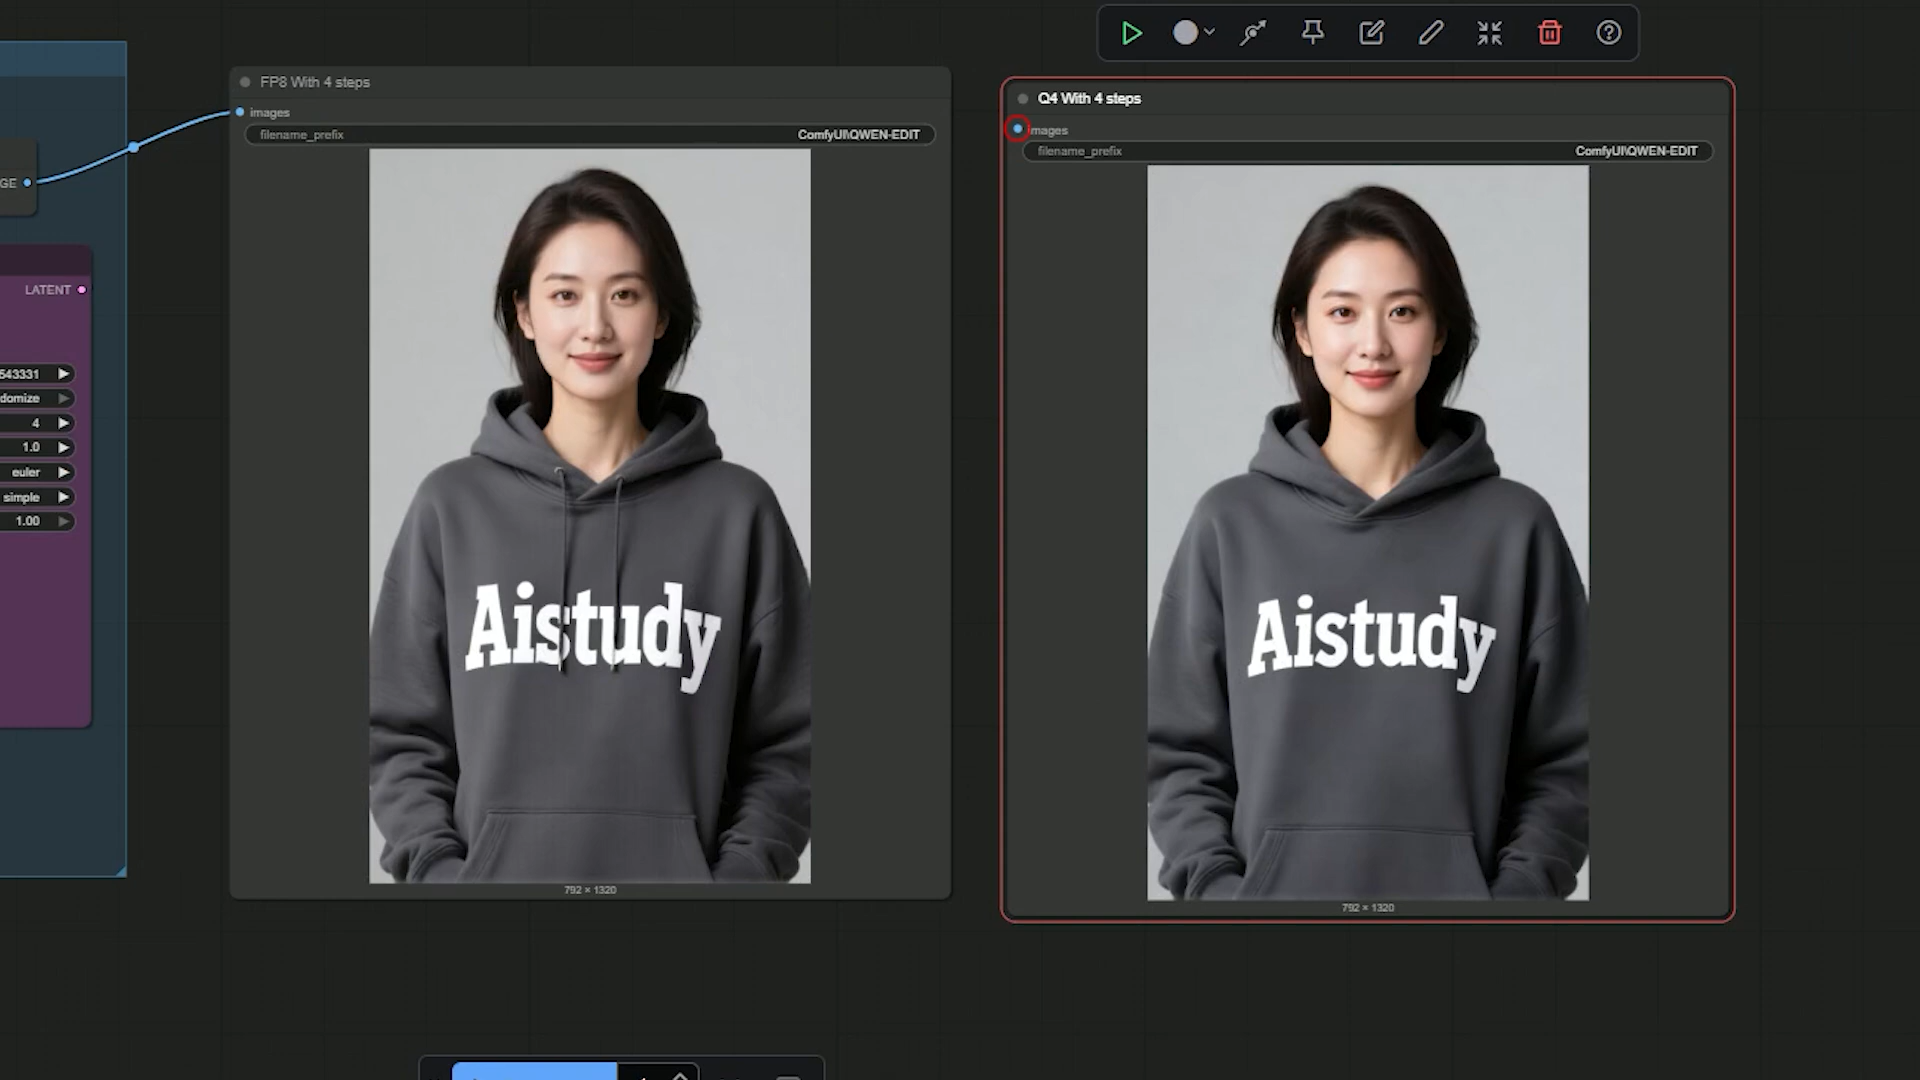 FP8 With 4 steps
images
filename_prefix ComfyUI\QWEN-EDIT
Aistudy
792 × 1320
Q4 With 4 steps
mages
filename_prefix ComfyUI\QWEN-EDIT
Aistudy
792 × 1320
GE
LATENT
543331
domize
4
1.0
euler
simple
1.00